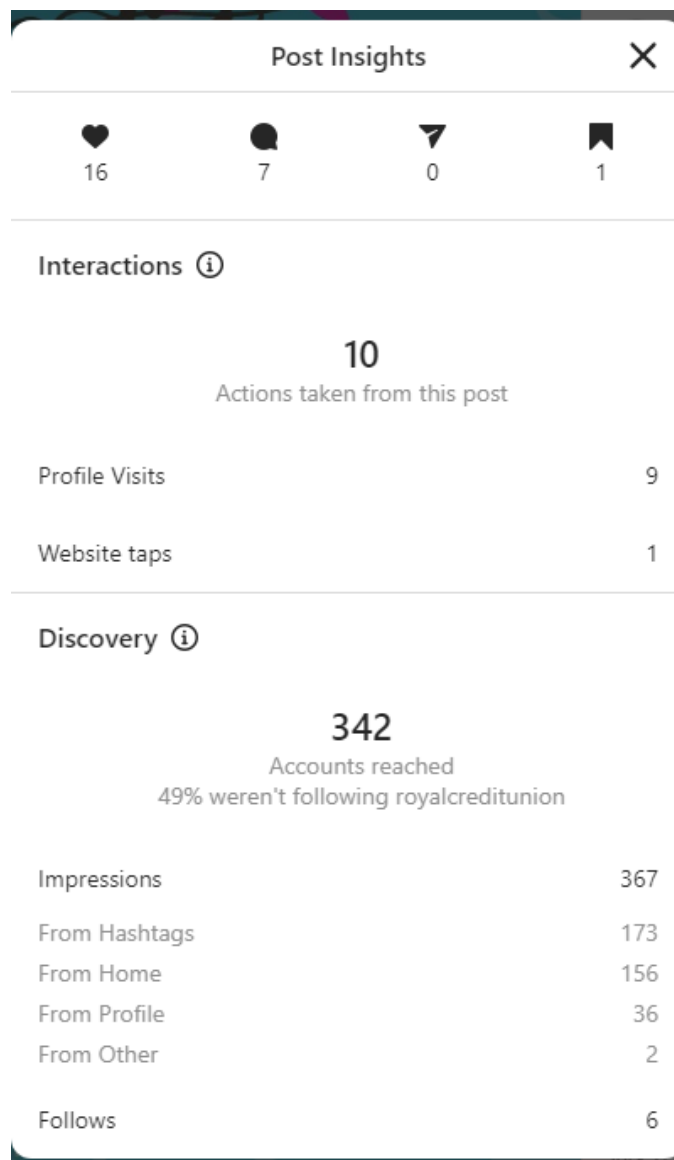 Post Insights
16 7 0 1
Interactions
10
Actions taken from this post
Profile Visits 9
Website taps 1
Discovery
342
Accounts reached
49% weren't following royalcreditunion
Impressions 367
From Hashtags 173
From Home 156
From Profile 36
From Other 2
Follows 6